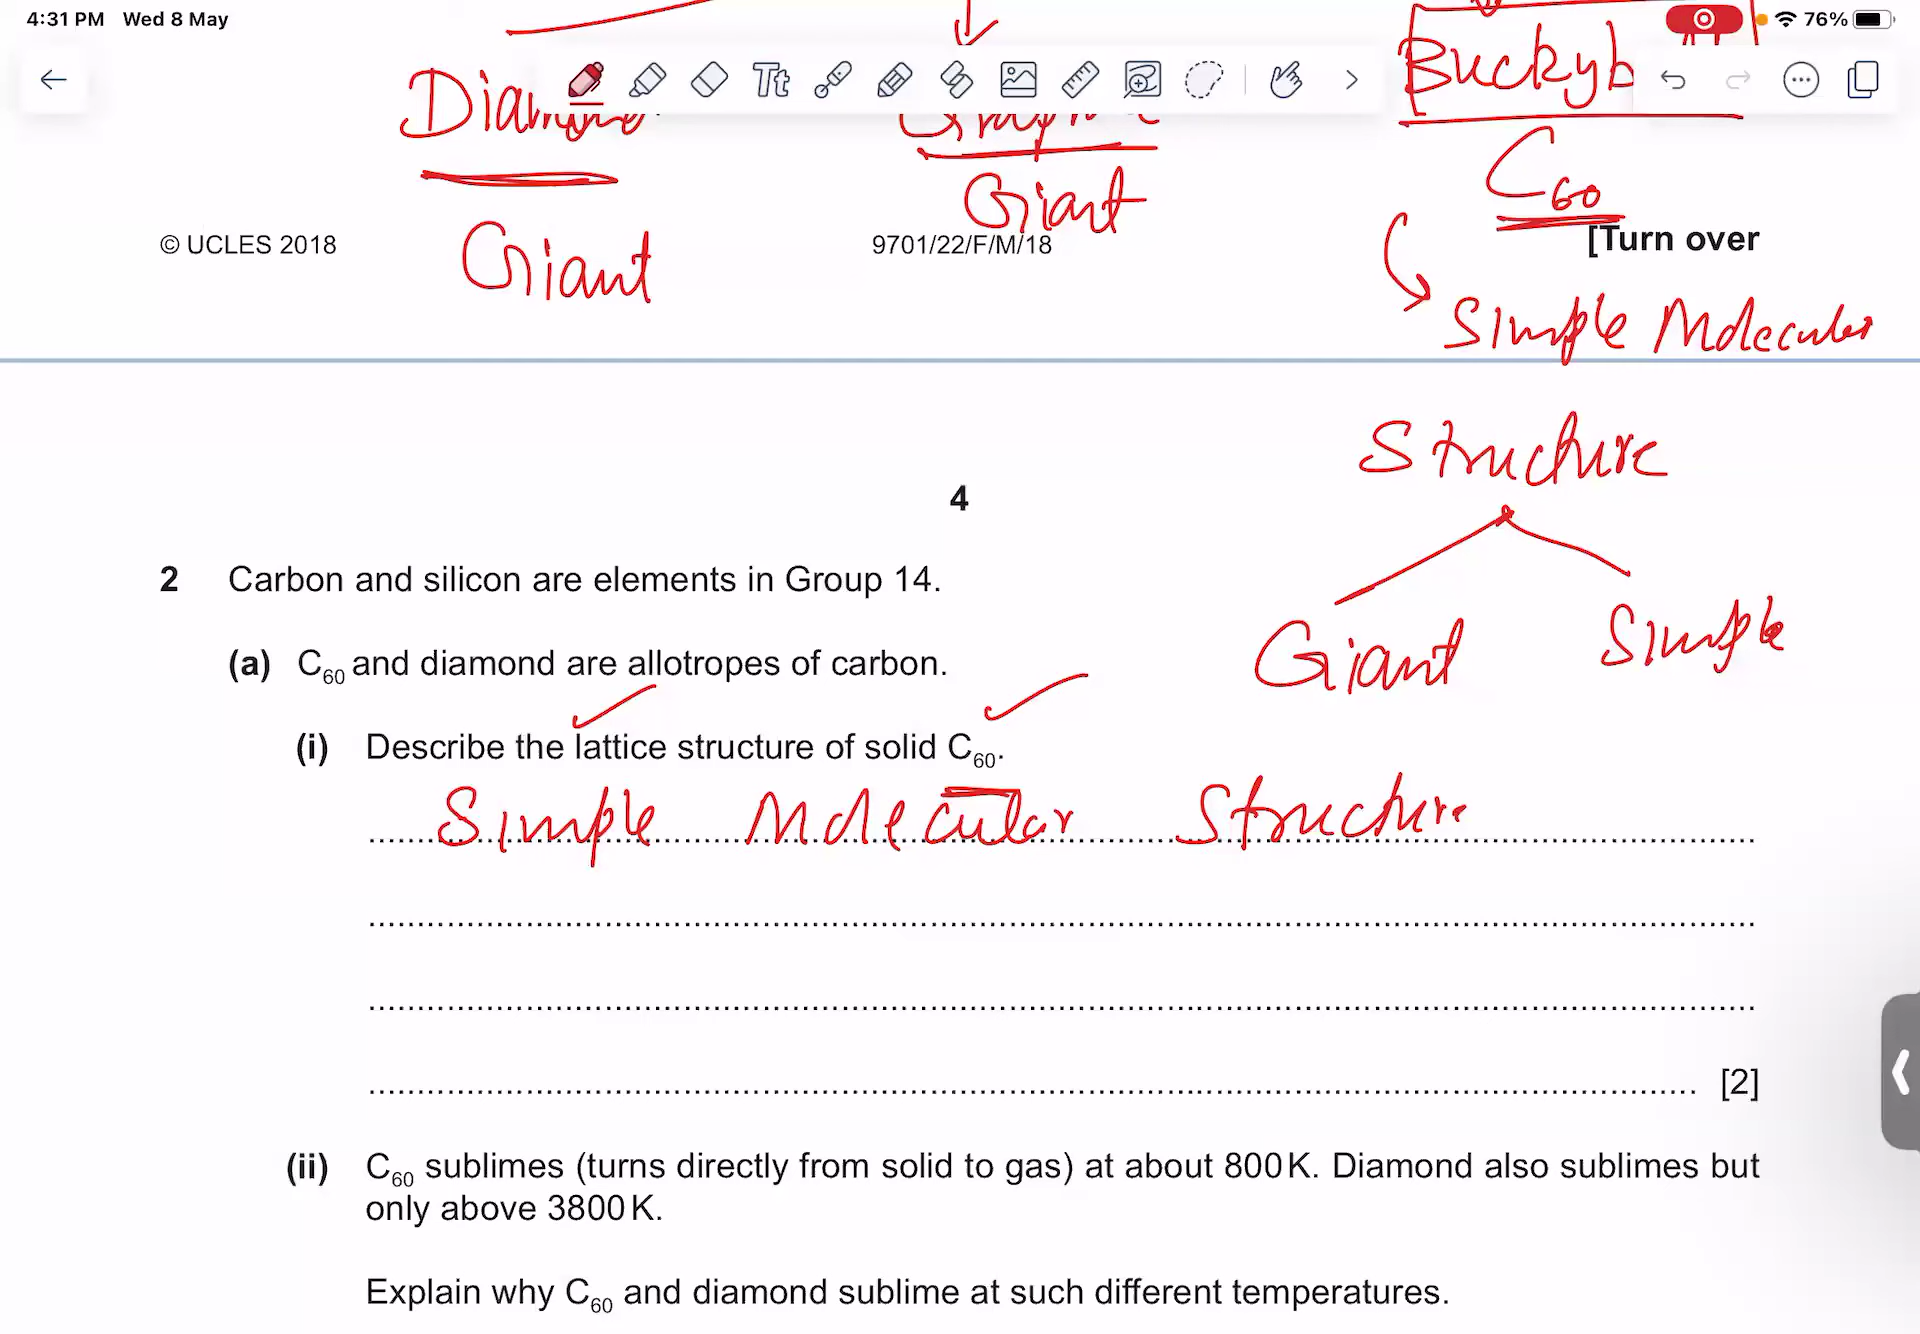 4:31 PM Wed 8 May
76%
Tt
Buckyb
C60
Giant
© UCLES 2018
9701/22/F/M/18
[Turn over
Giant
Simple Molecular
Structure
4
2 Carbon and silicon are elements in Group 14.
Giant Simple
(a) C60 and diamond are allotropes of carbon.
(i) Describe the lattice structure of solid C60.
Simple Molecular Structure
[2]
(ii) C60 sublimes (turns directly from solid to gas) at about 800 K. Diamond also sublimes but
only above 3800 K.
Explain why C60 and diamond sublime at such different temperatures.